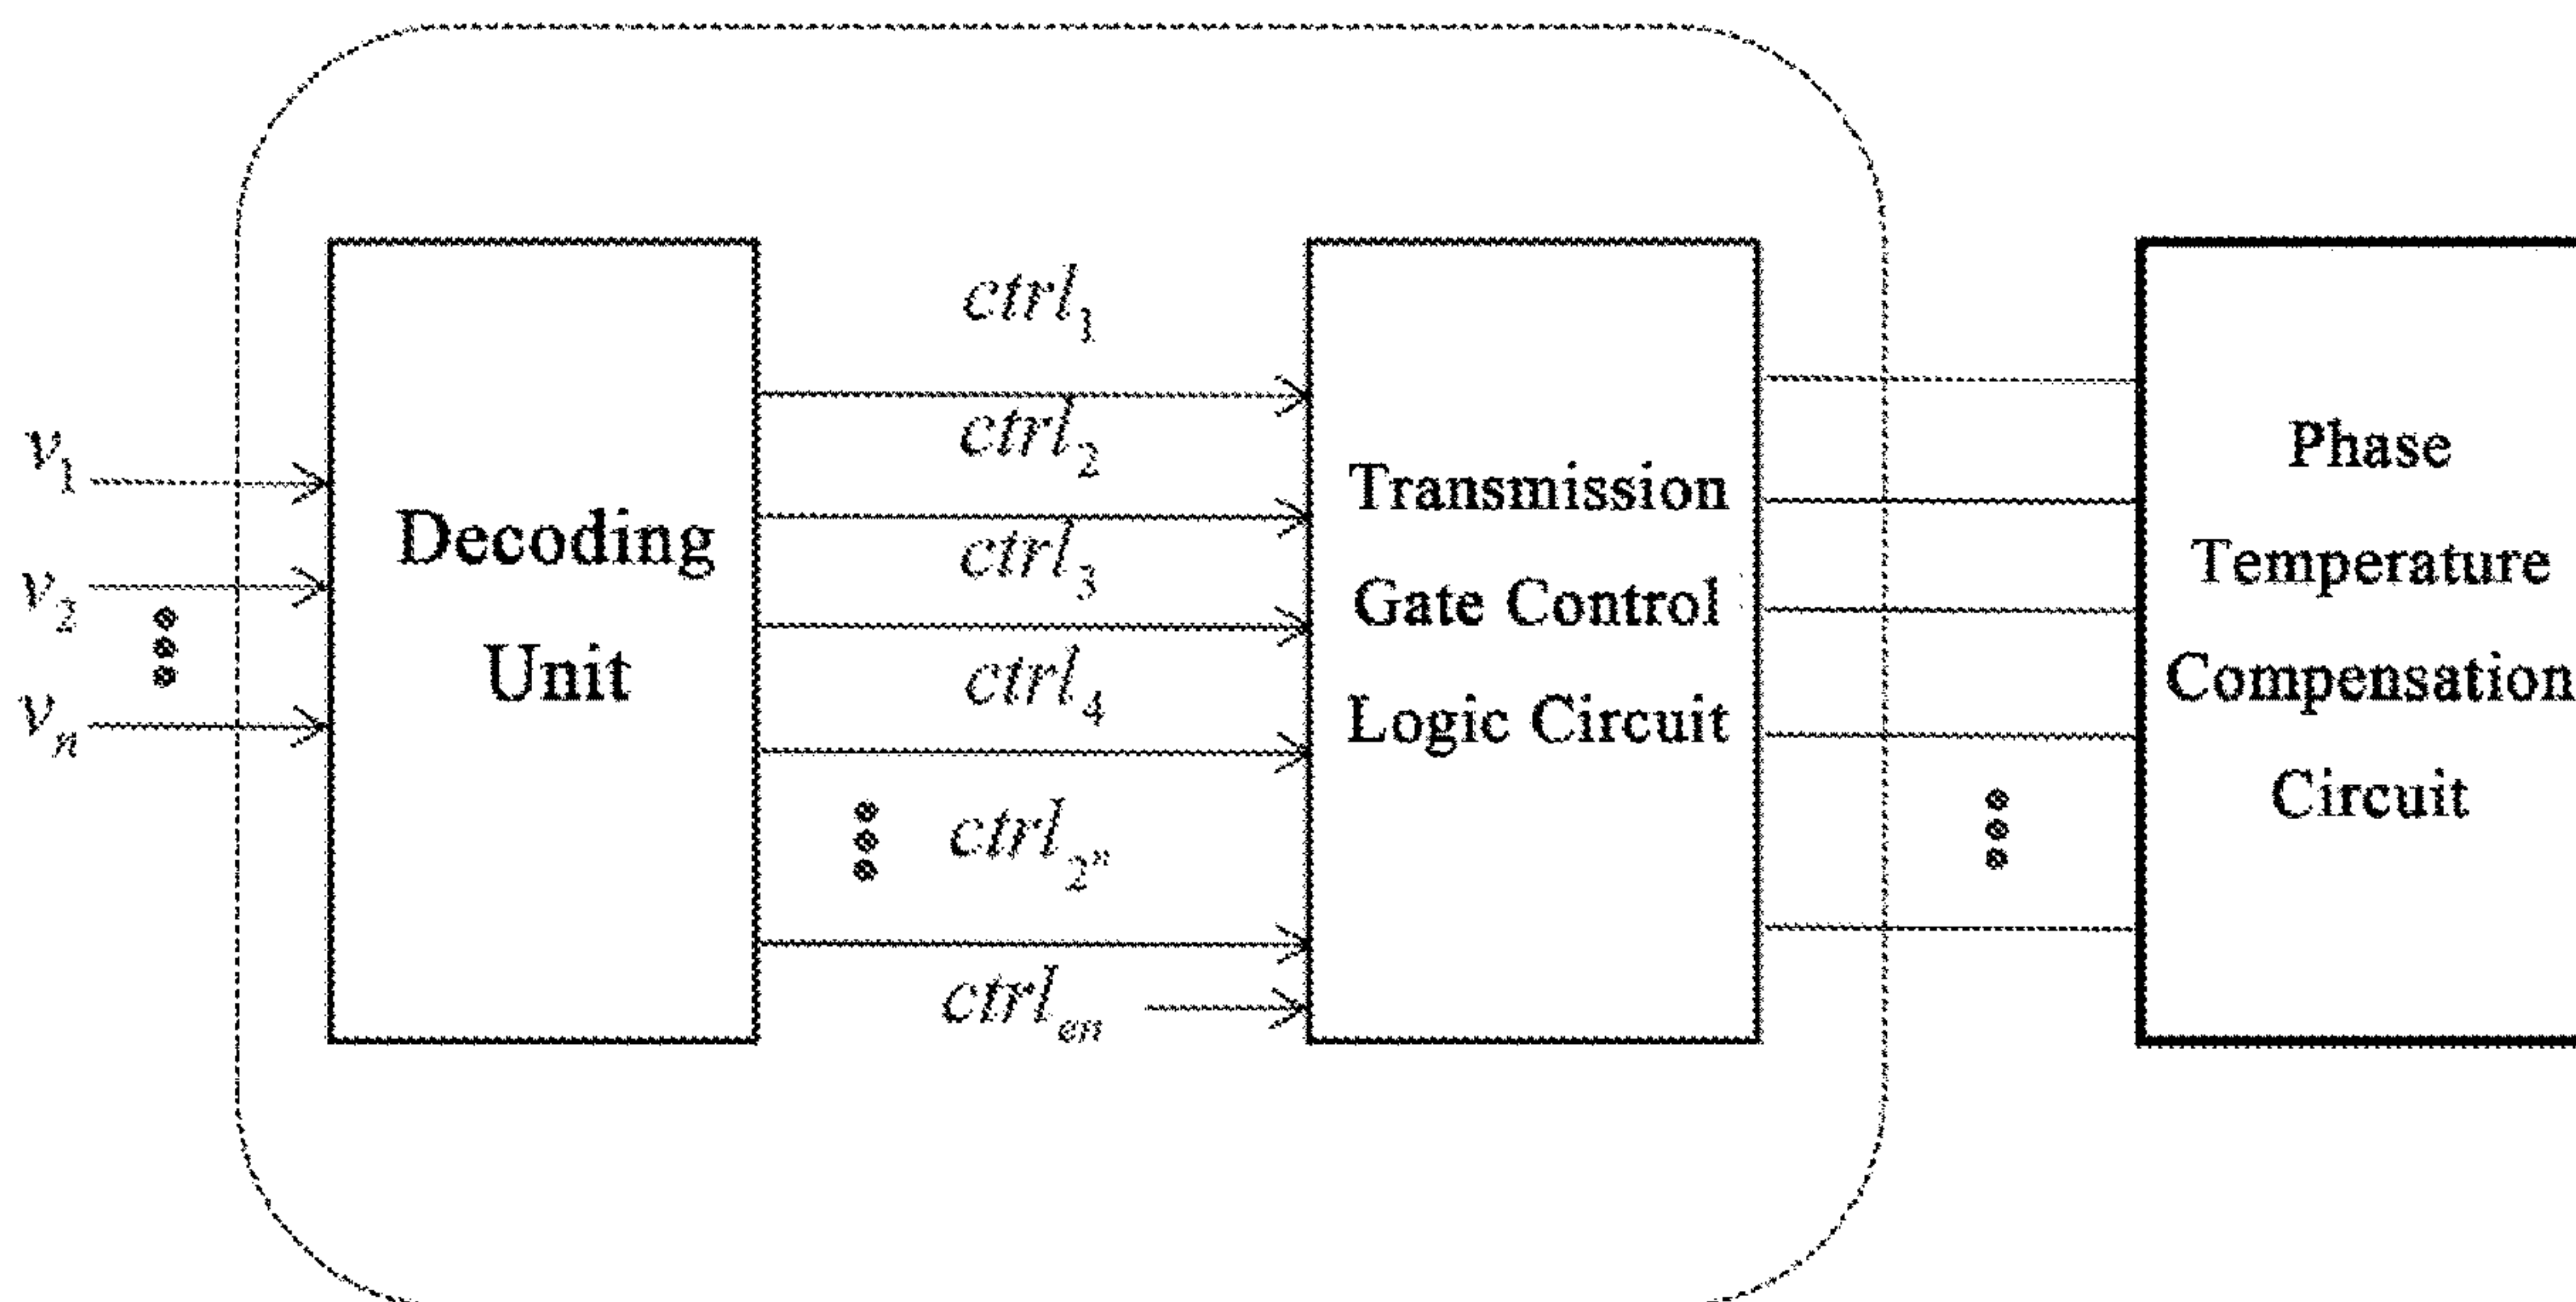 v₁
v₂
vₙ
Decoding
Unit
ctrl₁
ctrl₂
ctrl₃
ctrl₄
ctrl₂ⁿ
ctrlₑₙ
Transmission
Gate Control
Logic Circuit
Phase
Temperature
Compensation
Circuit